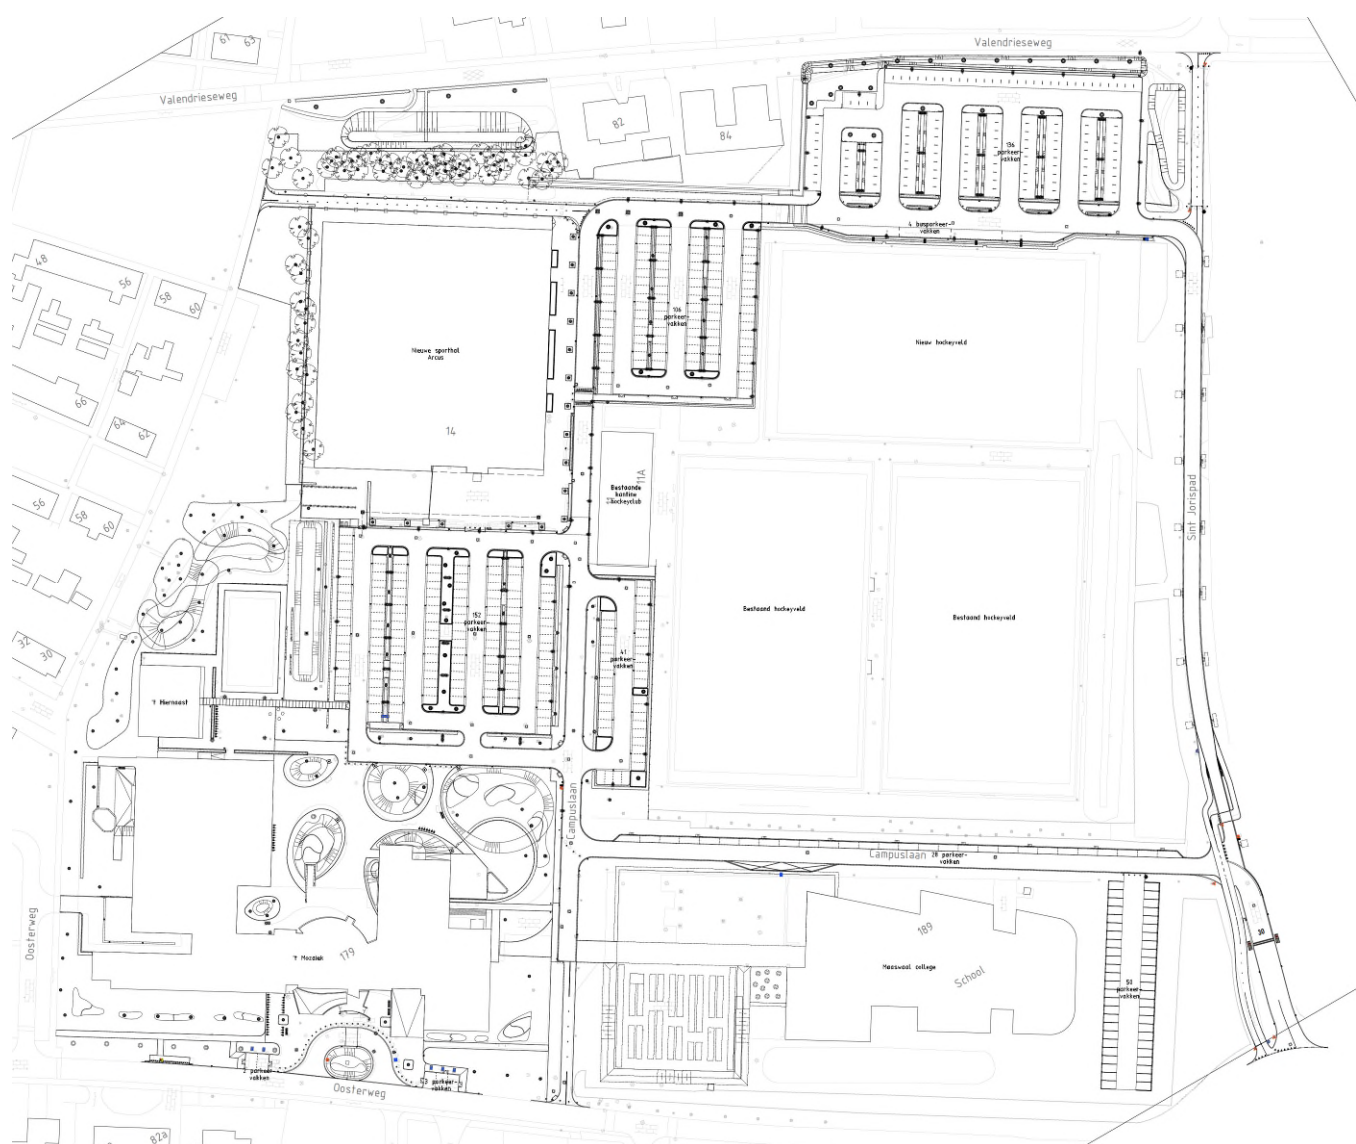 Valendrieseweg
61
63
Valendrieseweg
82
84
136
parkeer-
vakken
4 busparkeer-
vakken
48
56
58
60
106
parkeer-
vakken
Nieuwe sporthal
Arcus
Nieuw hockeyveld
66
64
62
14
11A
Bestaande
kantine
hockeyclub
56
58
60
Sint Jorispad
152
parkeer-
vakken
Bestaand hockeyveld
Bestaand hockeyveld
32
30
41
parkeer-
vakken
't Hiernaast
Campuslaan
Campuslaan
28 parkeer-
vakken
Oosterweg
't Mozaiek
179
189
Maaswaal college
School
30
50
parkeer-
vakken
2 parkeer-
vakken
3 parkeer-
vakken
Oosterweg
82a